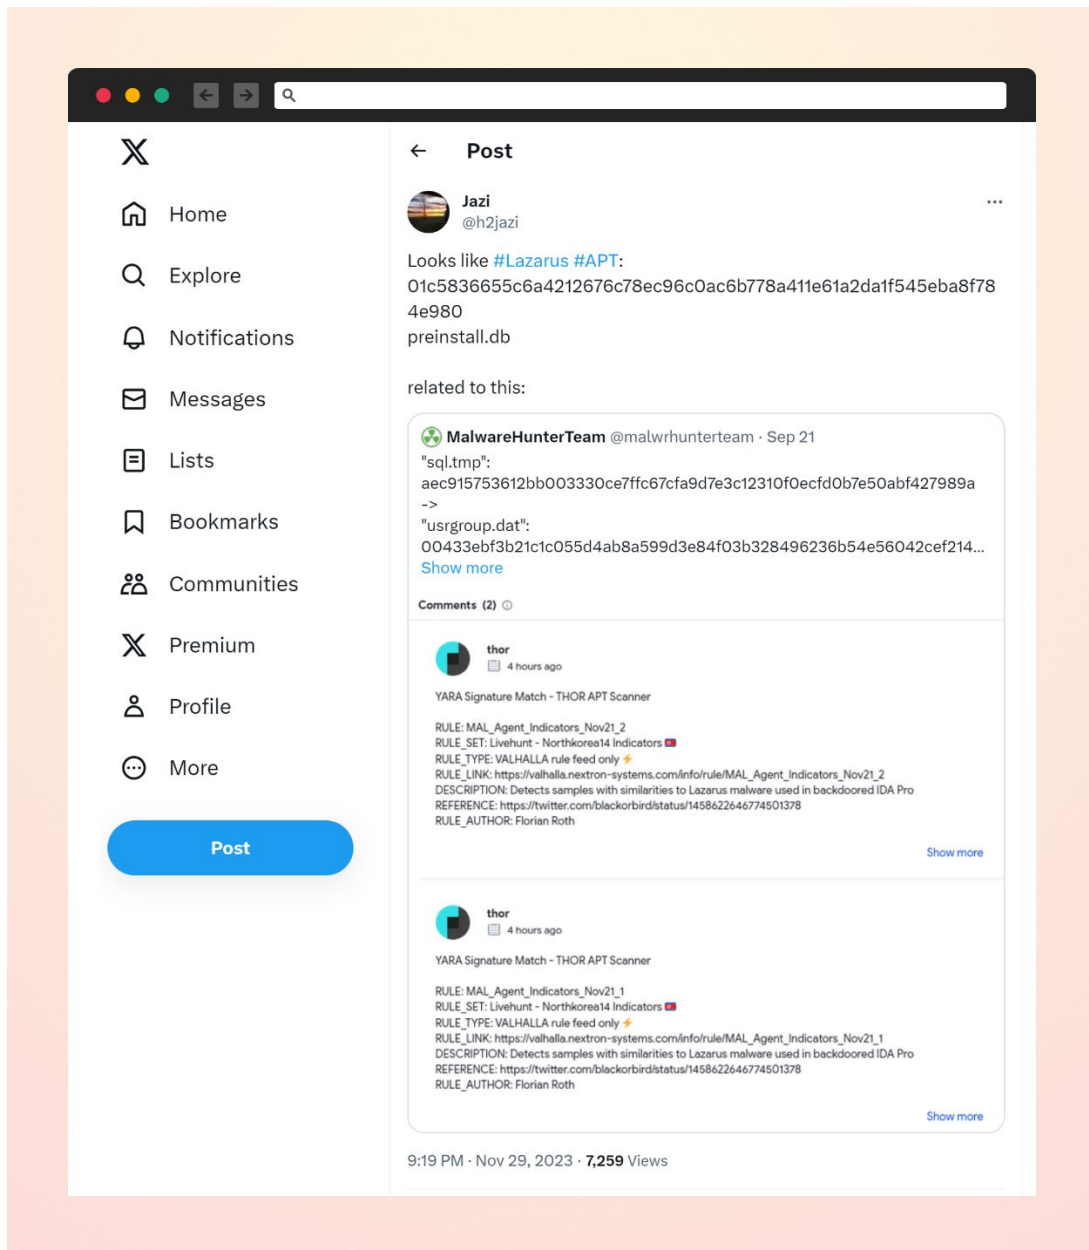 Post
Home
Explore
Notifications
Messages
Lists
Bookmarks
Communities
Premium
Profile
More
Post
Jazi
@h2jazi
Looks like #Lazarus #APT:
01c5836655c6a4212676c78ec96c0ac6b778a411e61a2da1f545eba8f78
4e980
preinstall.db
related to this:
MalwareHunterTeam @malwrhunterteam · Sep 21
"sql.tmp":
aec915753612bb003330ce7ffc67cfa9d7e3c12310f0ecfd0b7e50abf427989a
->
"usrgroup.dat":
00433ebf3b21c1c055d4ab8a599d3e84f03b328496236b54e56042cef214...
Show more
Comments (2)
thor
4 hours ago
YARA Signature Match - THOR APT Scanner
RULE: MAL_Agent_Indicators_Nov21_2
RULE_SET: Livehunt - Northkorea14 Indicators 🇰🇵
RULE_TYPE: VALHALLA rule feed only ⚡
RULE_LINK: https://valhalla.nextron-systems.com/info/rule/MAL_Agent_Indicators_Nov21_2
DESCRIPTION: Detects samples with similarities to Lazarus malware used in backdoored IDA Pro
REFERENCE: https://twitter.com/blackorbird/status/1458622646774501378
RULE_AUTHOR: Florian Roth
Show more
thor
4 hours ago
YARA Signature Match - THOR APT Scanner
RULE: MAL_Agent_Indicators_Nov21_1
RULE_SET: Livehunt - Northkorea14 Indicators 🇰🇵
RULE_TYPE: VALHALLA rule feed only ⚡
RULE_LINK: https://valhalla.nextron-systems.com/info/rule/MAL_Agent_Indicators_Nov21_1
DESCRIPTION: Detects samples with similarities to Lazarus malware used in backdoored IDA Pro
REFERENCE: https://twitter.com/blackorbird/status/1458622646774501378
RULE_AUTHOR: Florian Roth
Show more
9:19 PM · Nov 29, 2023 · 7,259 Views